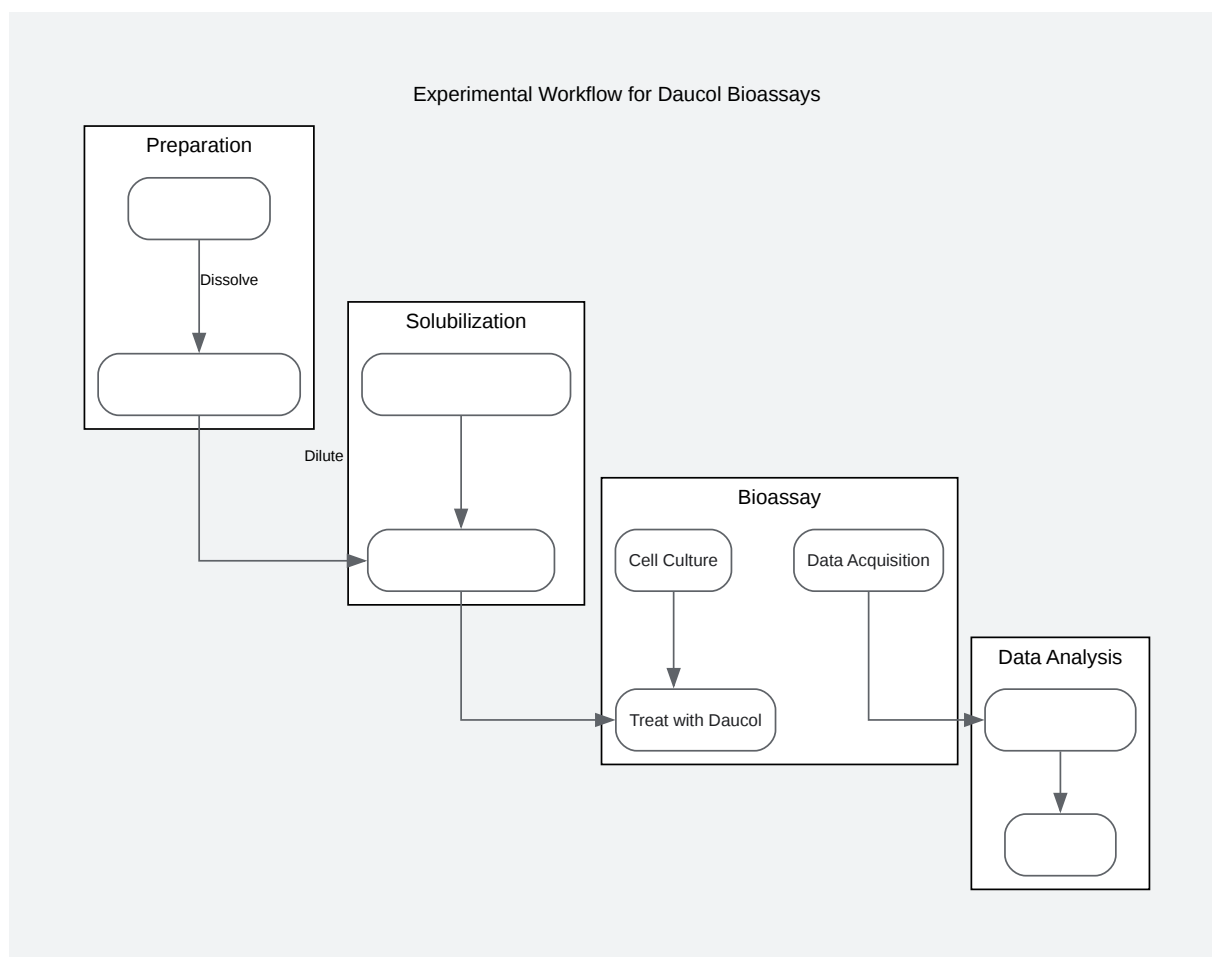 Experimental Workflow for Daucol Bioassays
Preparation
Dissolve
Solubilization
Dilute
Bioassay
Cell Culture
Data Acquisition
Treat with Daucol
Data Analysis